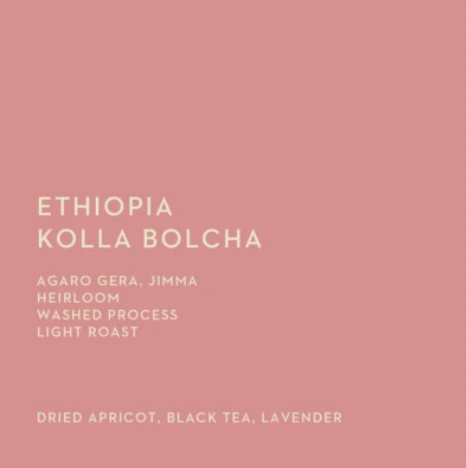 ETHIOPIA
KOLLA BOLCHA
AGARO GERA, JIMMA
HEIRLOOM
WASHED PROCESS
LIGHT ROAST
DRIED APRICOT, BLACK TEA, LAVENDER